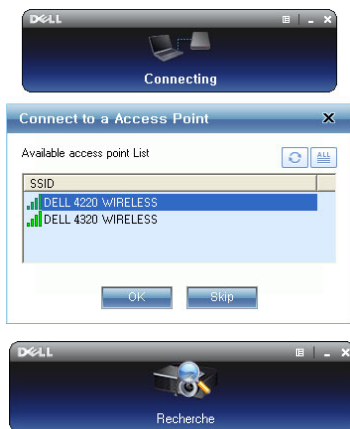 DELL
Connecting
Connect to a Access Point
Available access point List
ALL
SSID
DELL 4220 WIRELESS
DELL 4320 WIRELESS
OK
Skip
DELL
Recherche